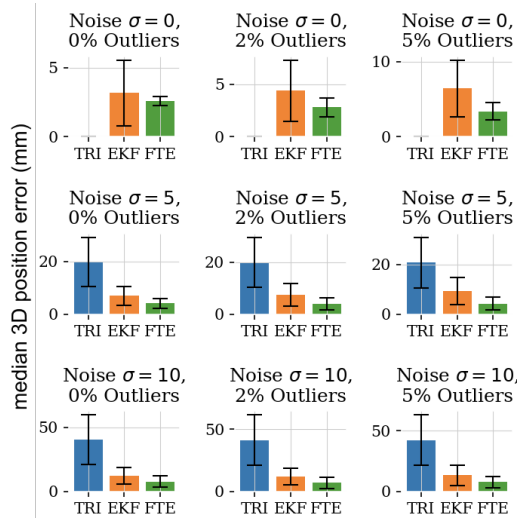 median 3D position error (mm)
Noise σ = 0,
0% Outliers
5
0
TRI EKF FTE
Noise σ = 0,
2% Outliers
5
0
TRI EKF FTE
Noise σ = 0,
5% Outliers
10
0
TRI EKF FTE
Noise σ = 5,
0% Outliers
20
0
TRI EKF FTE
Noise σ = 5,
2% Outliers
20
0
TRI EKF FTE
Noise σ = 5,
5% Outliers
20
0
TRI EKF FTE
Noise σ = 10,
0% Outliers
50
0
TRI EKF FTE
Noise σ = 10,
2% Outliers
50
0
TRI EKF FTE
Noise σ = 10,
5% Outliers
50
0
TRI EKF FTE